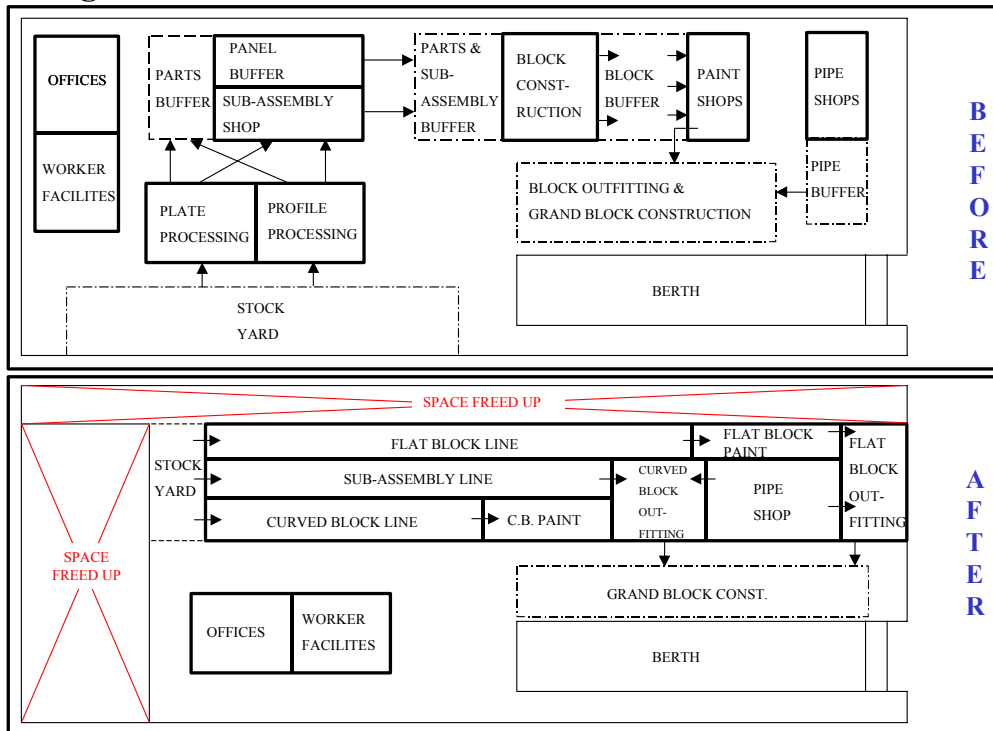 OFFICES
WORKER
FACILITES
PARTS
BUFFER
PANEL
BUFFER
SUB-ASSEMBLY
SHOP
PLATE
PROCESSING
PROFILE
PROCESSING
STOCK
YARD
PARTS &
SUB-
ASSEMBLY
BUFFER
BLOCK
CONST-
RUCTION
BLOCK
BUFFER
PAINT
SHOPS
PIPE
SHOPS
PIPE
BUFFER
BLOCK OUTFITTING &
GRAND BLOCK CONSTRUCTION
BERTH
B
E
F
O
R
E
SPACE FREED UP
SPACE
FREED UP
STOCK
YARD
FLAT BLOCK LINE
FLAT BLOCK
PAINT
FLAT
BLOCK
OUT-
FITTING
SUB-ASSEMBLY LINE
CURVED
BLOCK
OUT-
FITTING
PIPE
SHOP
CURVED BLOCK LINE
C.B. PAINT
GRAND BLOCK CONST.
OFFICES
WORKER
FACILITES
BERTH
A
F
T
E
R